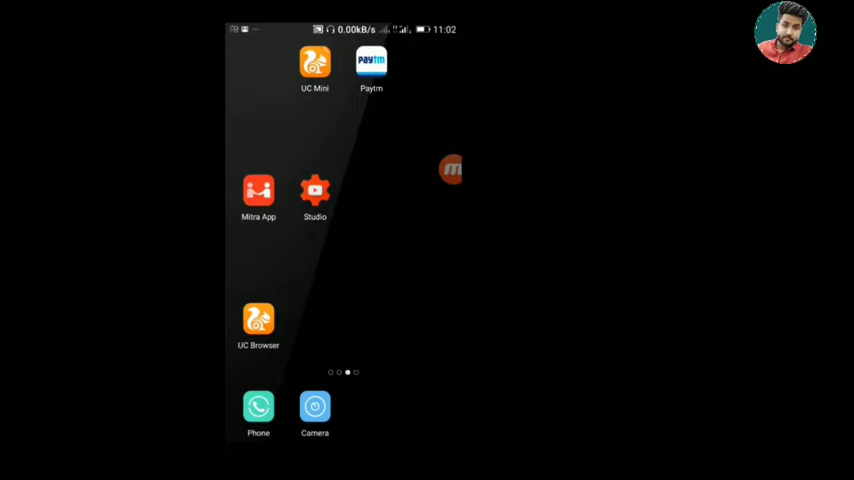 0.00kB/s 11:02
UC Mini Paytm
Paytm
Mitra App Studio
UC Browser
Phone Camera